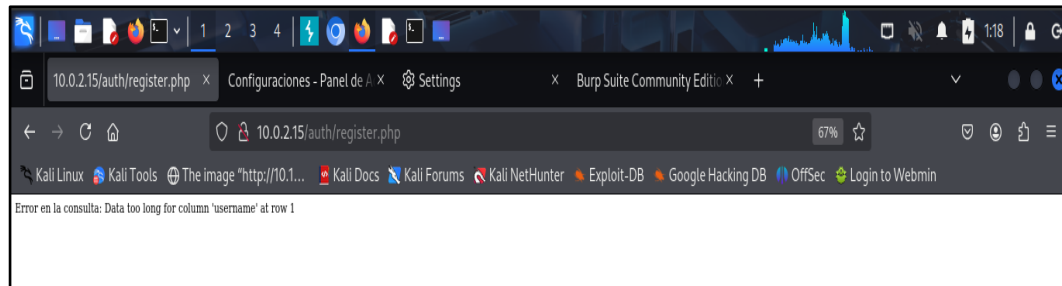 1 2 3 4 1:18
10.0.2.15/auth/register.php Configuraciones - Panel de A Settings Burp Suite Community Editio
10.0.2.15/auth/register.php 67%
Kali Linux Kali Tools The image "http://10.1... Kali Docs Kali Forums Kali NetHunter Exploit-DB Google Hacking DB OffSec Login to Webmin
Error en la consulta: Data too long for column 'username' at row 1